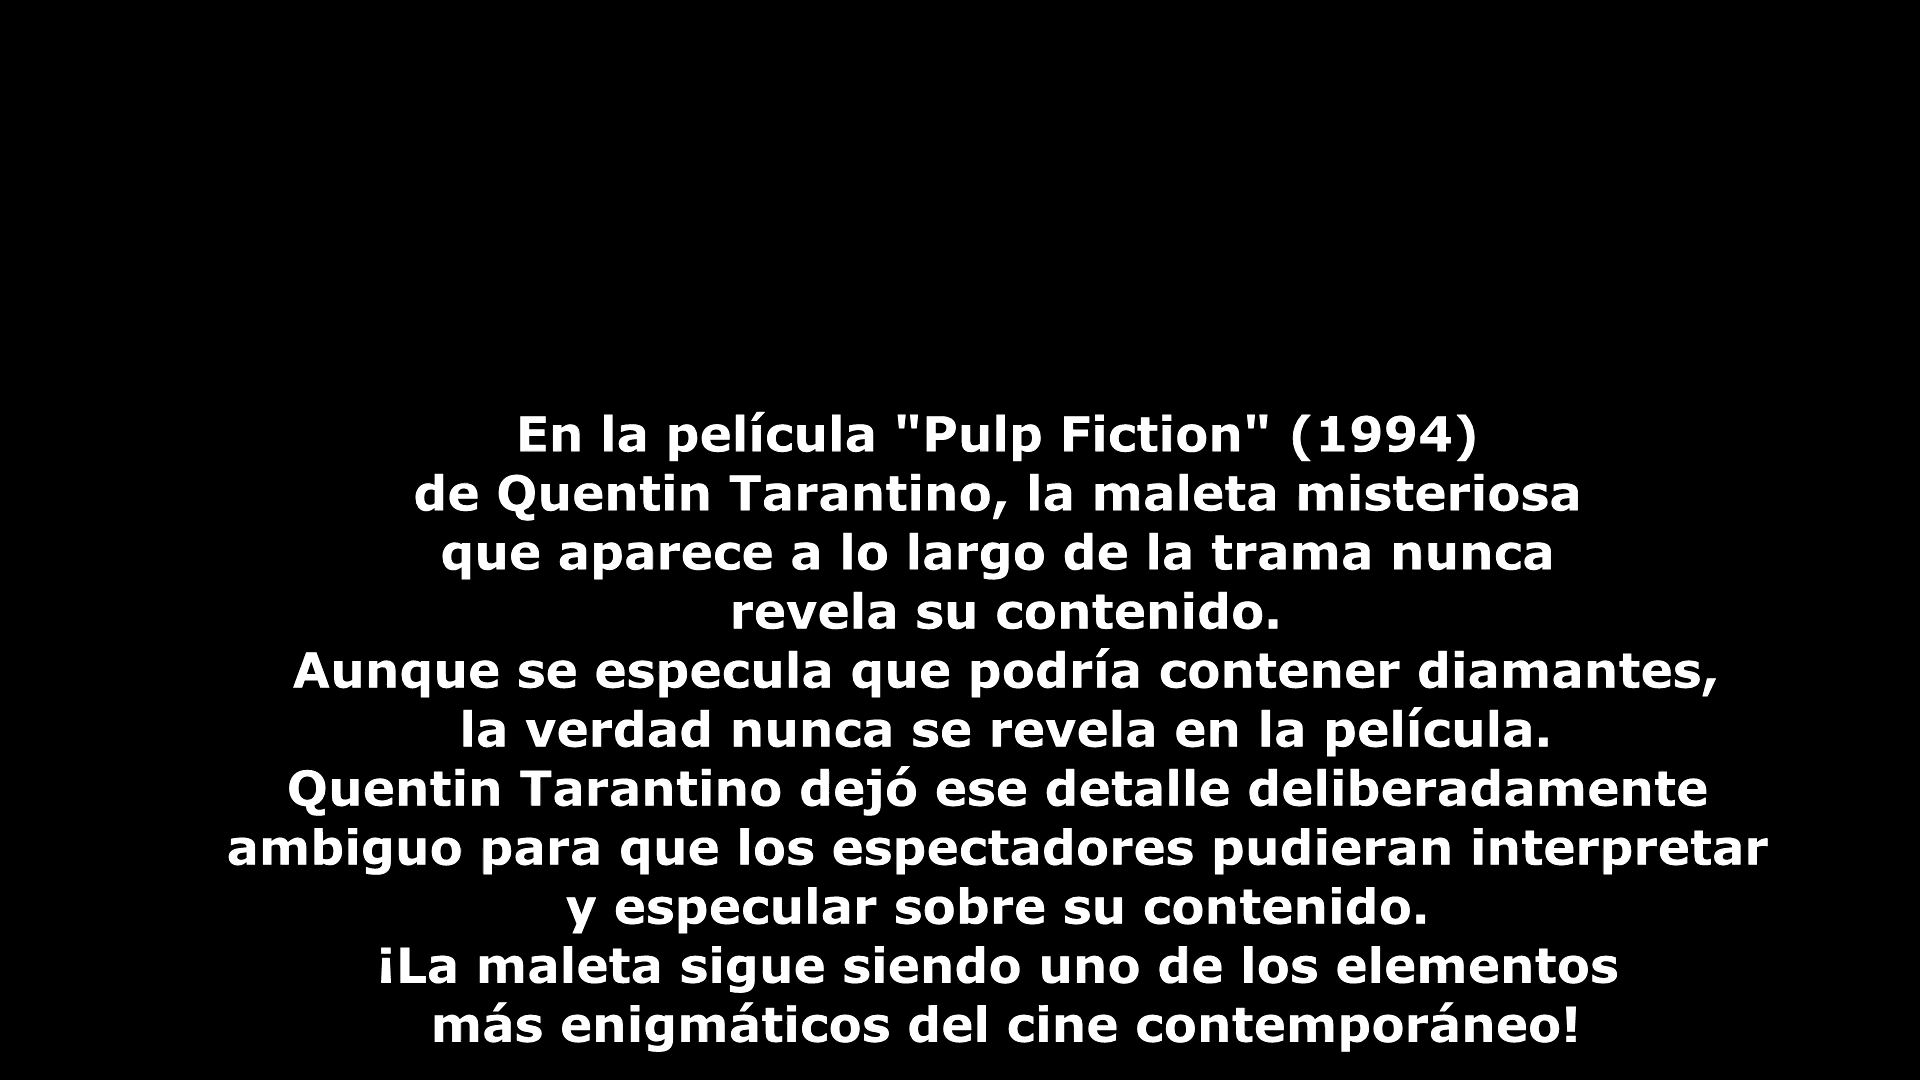 En la película "Pulp Fiction" (1994)
de Quentin Tarantino, la maleta misteriosa
que aparece a lo largo de la trama nunca
revela su contenido.
Aunque se especula que podría contener diamantes,
la verdad nunca se revela en la película.
Quentin Tarantino dejó ese detalle deliberadamente
ambiguo para que los espectadores pudieran interpretar
y especular sobre su contenido.
¡La maleta sigue siendo uno de los elementos
más enigmáticos del cine contemporáneo!